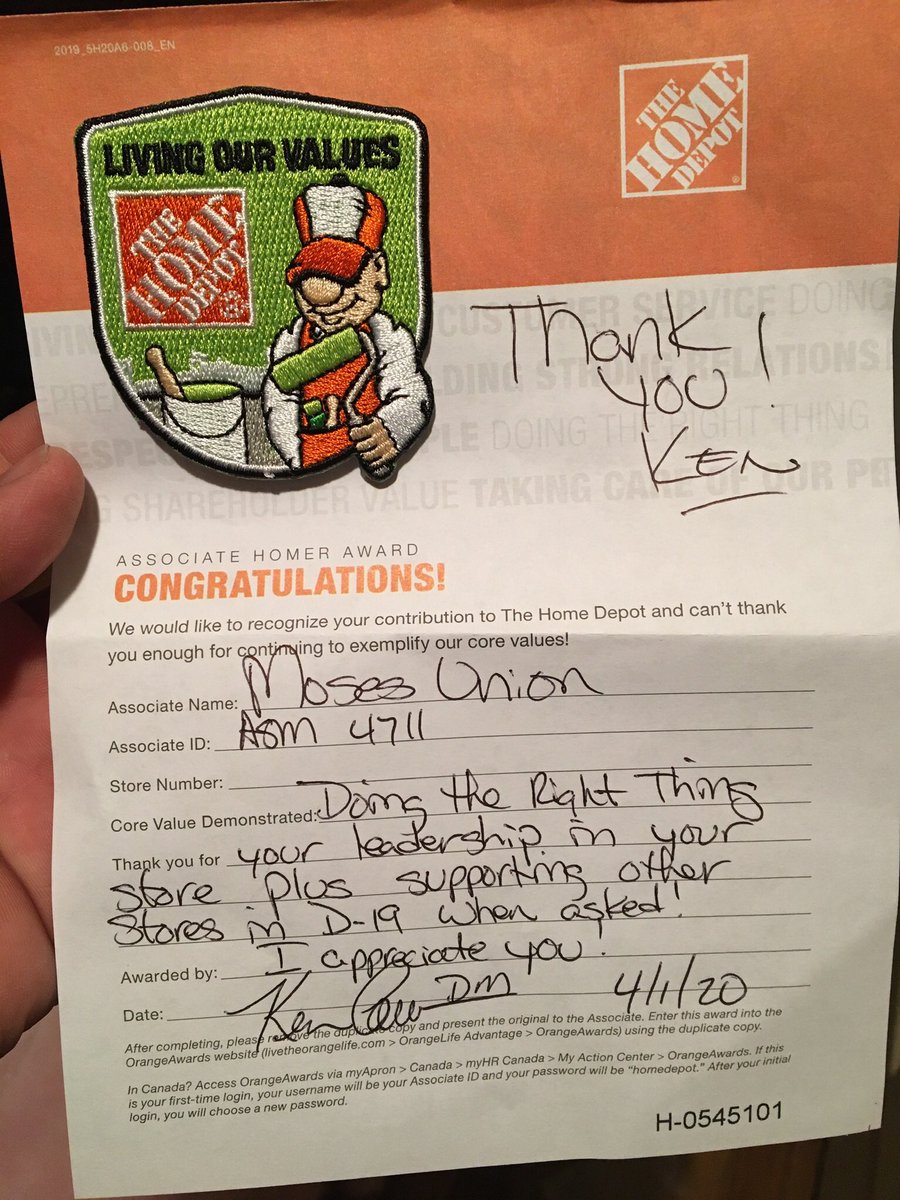 2019_5H20A6-008_EN
THE
HOME
DEPOT
LIVING OUR VALUES
THE
HOME
DEPOT
CUSTOMER SERVICE DOING
LDING STRONG RELATIONS
DOING THE RIGHT THING
SHAREHOLDER VALUE TAKING CARE OF OUR PE
Thank
you!
KEN
ASSOCIATE HOMER AWARD
CONGRATULATIONS!
We would like to recognize your contribution to The Home Depot and can't thank
you enough for continuing to exemplify our core values!
Associate Name: Moses Union
Associate ID: ASM 4711
Store Number:
Core Value Demonstrated: Doing the Right Thing
Thank you for your leadership in your
store plus supporting other
stores in D-19 when asked!
I appreciate you!
Awarded by: Ken DM
Date: 4/1/20
After completing, please remove the duplicate copy and present the original to the Associate. Enter this award into the
OrangeAwards website (livetheorangelife.com > OrangeLife Advantage > OrangeAwards) using the duplicate copy.
In Canada? Access OrangeAwards via myApron > Canada > myHR Canada > My Action Center > OrangeAwards. If this
is your first-time login, your username will be your Associate ID and your password will be "homedepot." After your initial
login, you will choose a new password.
H-0545101